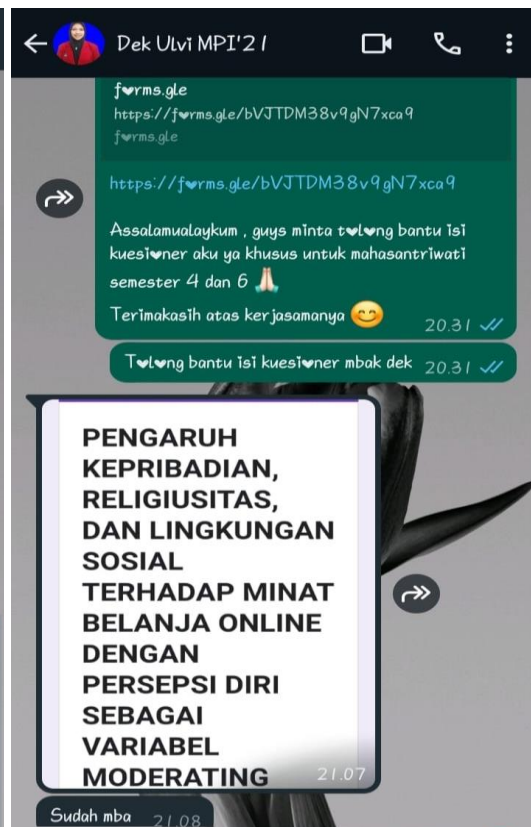 Dek Ulvi MPI'21
f❤rms.gle
https://f❤rms.gle/bVJTDM38v9gN7xca9
f❤rms.gle
https://f❤rms.gle/bVJTDM38v9gN7xca9
Assalamualaykum , guys minta t❤l❤ng bantu isi
kuesi❤ner aku ya khusus untuk mahasantriwati
semester 4 dan 6 🙏🏻
Terimakasih atas kerjasamanya 😊
20.31
T❤l❤ng bantu isi kuesi❤ner mbak dek 20.31
PENGARUH
KEPRIBADIAN,
RELIGIUSITAS,
DAN LINGKUNGAN
SOSIAL
TERHADAP MINAT
BELANJA ONLINE
DENGAN
PERSEPSI DIRI
SEBAGAI
VARIABEL
MODERATING 21.07
Sudah mba 21.08